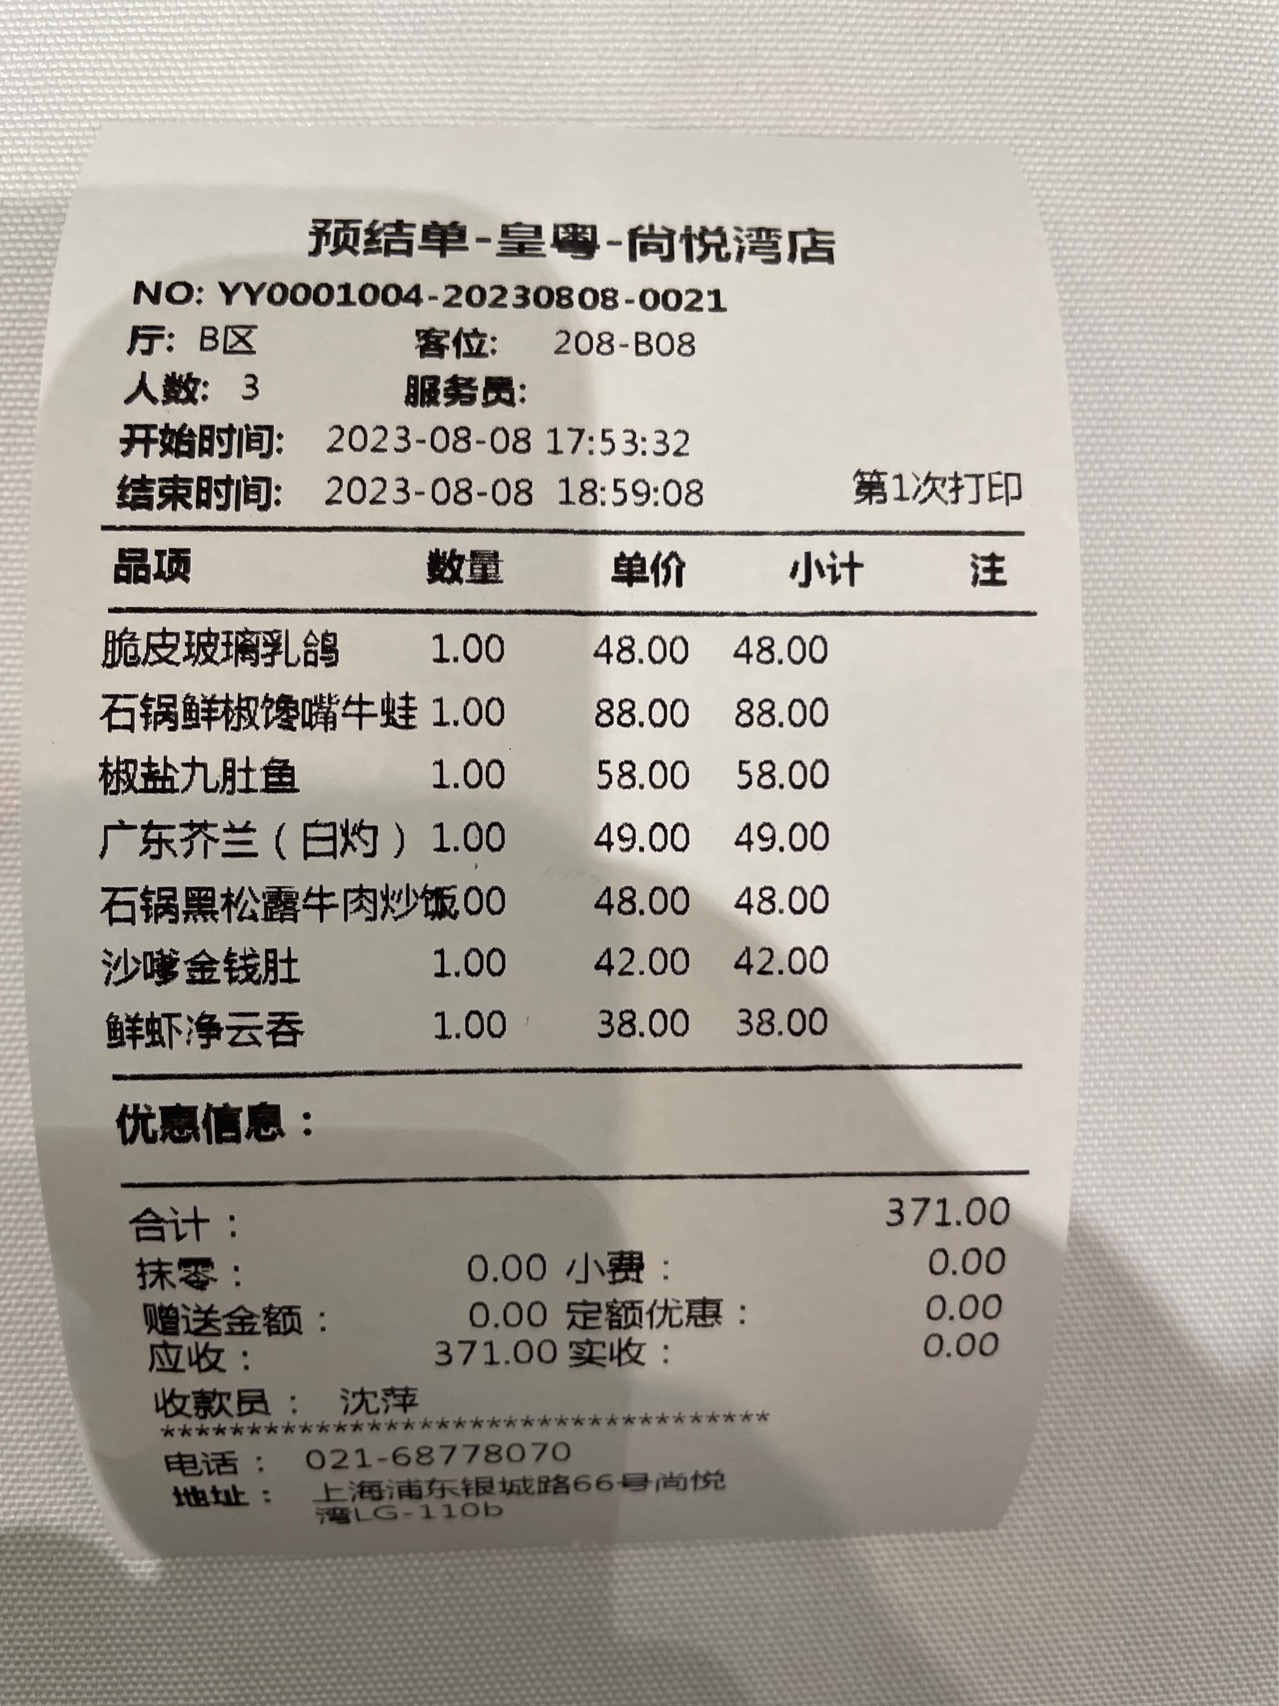 预结单-皇粤-尚悦湾店
NO: YY0001004-20230808-0021
厅: B区 客位: 208-B08
人数: 3 服务员:
开始时间: 2023-08-08 17:53:32
结束时间: 2023-08-08 18:59:08 第1次打印
品项 数量 单价 小计 注
脆皮玻璃乳鸽 1.00 48.00 48.00
石锅鲜椒馋嘴牛蛙 1.00 88.00 88.00
椒盐九肚鱼 1.00 58.00 58.00
广东芥兰（白灼） 1.00 49.00 49.00
石锅黑松露牛肉炒饭.00 48.00 48.00
沙嗲金钱肚 1.00 42.00 42.00
鲜虾净云吞 1.00 38.00 38.00
优惠信息：
合计： 371.00
抹零： 0.00 小费： 0.00
赠送金额： 0.00 定额优惠： 0.00
应收： 371.00 实收： 0.00
收款员： 沈萍
**************************************
电话： 021-68778070
地址： 上海浦东银城路66号尚悦
湾LG-110b